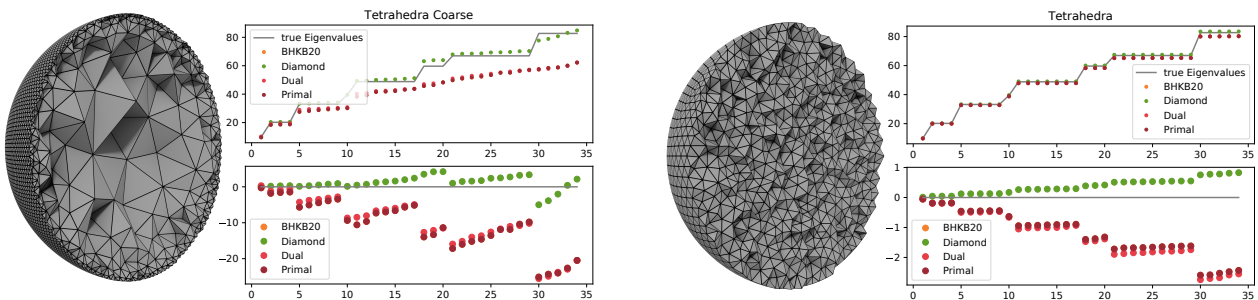 Tetrahedra Coarse
80
60
40
20
true Eigenvalues
BHKB20
Diamond
Dual
Primal
0 5 10 15 20 25 30 35
0
−10
−20
BHKB20
Diamond
Dual
Primal
0 5 10 15 20 25 30 35
Tetrahedra
80
60
40
20
true Eigenvalues
BHKB20
Diamond
Dual
Primal
0 5 10 15 20 25 30 35
1
0
−1
−2
BHKB20
Diamond
Dual
Primal
0 5 10 15 20 25 30 35